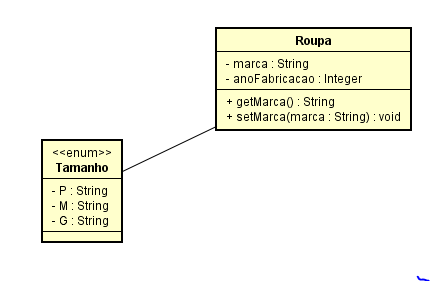 Roupa
- marca : String
- anoFabricacao : Integer
+ getMarca() : String
+ setMarca(marca : String) : void
<<enum>>
Tamanho
- P : String
- M : String
- G : String